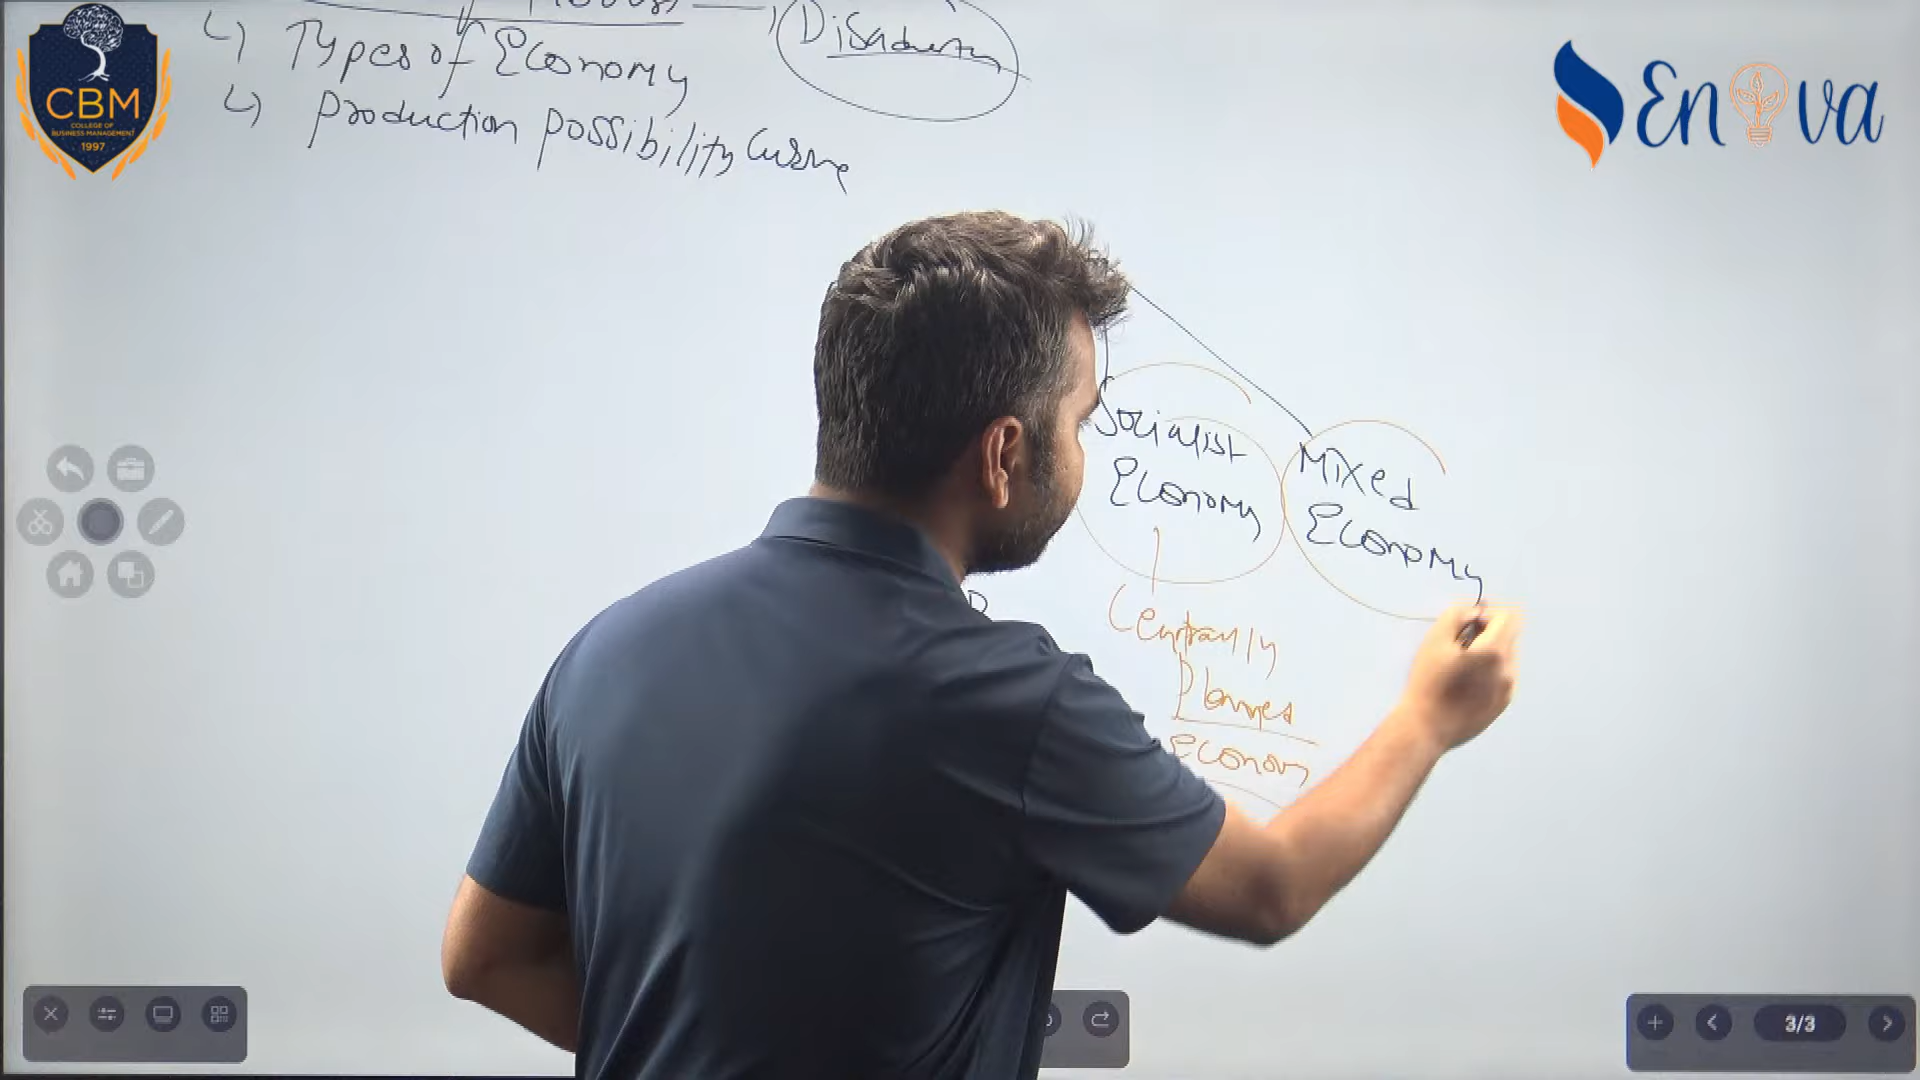 ↳ Types of Economy
Disadvantages
↳ Production possibility Curve
CBM
COLLEGE OF
BUSINESS MANAGEMENT
1997
Enova
Socialist
Economy
Mixed
Economy
Centrally
Planned
Economy
3/3